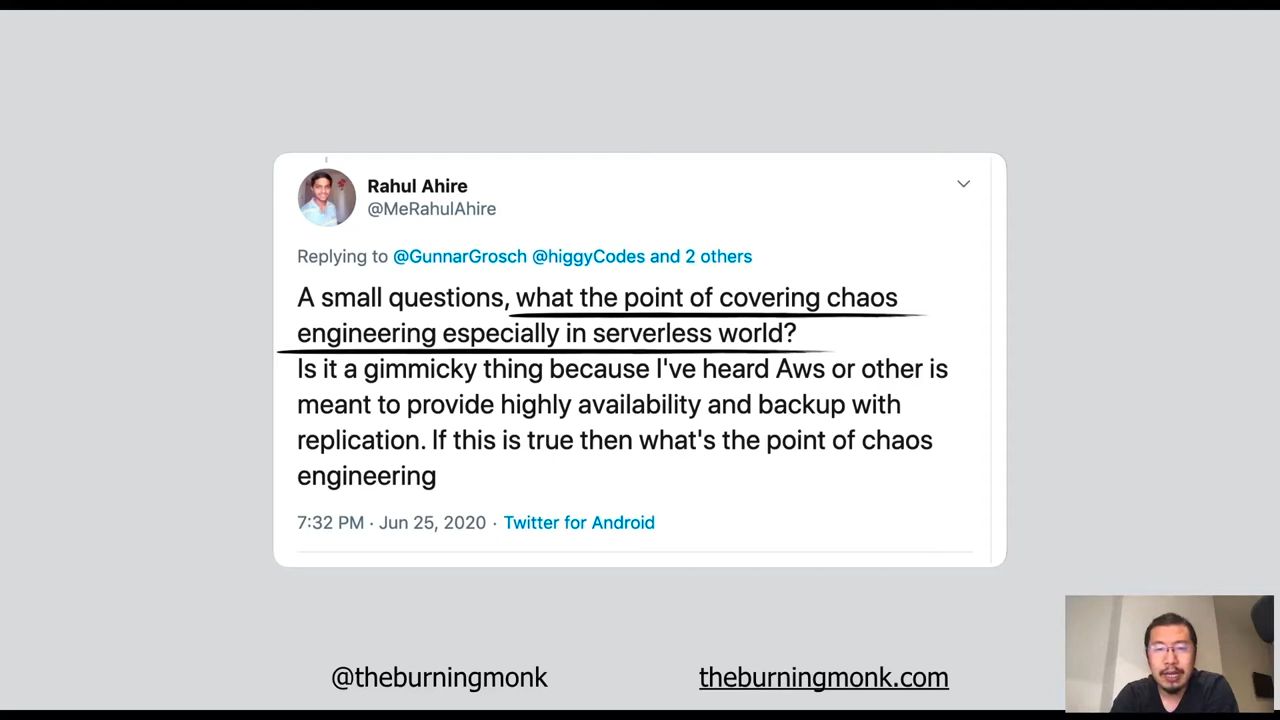 Rahul Ahire
@MeRahulAhire
Replying to @GunnarGrosch @higgyCodes and 2 others
A small questions, what the point of covering chaos
engineering especially in serverless world?
Is it a gimmicky thing because I've heard Aws or other is
meant to provide highly availability and backup with
replication. If this is true then what's the point of chaos
engineering
7:32 PM · Jun 25, 2020 · Twitter for Android
@theburningmonk
theburningmonk.com